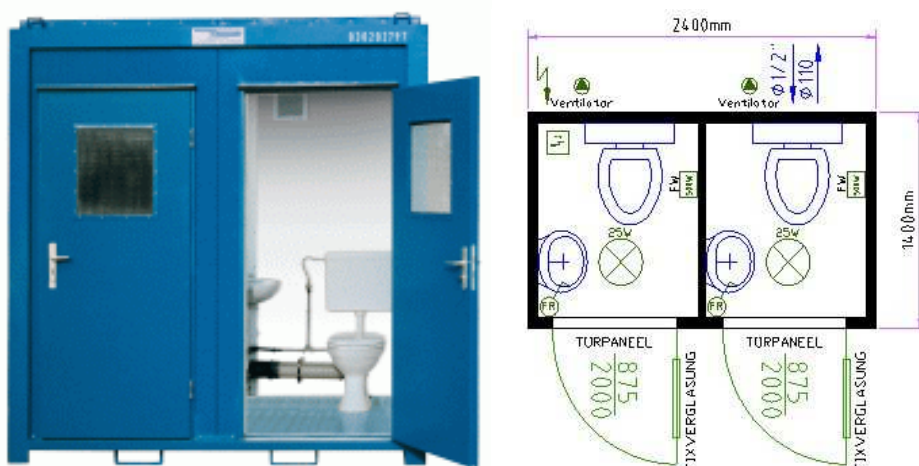 2400mm
Ø 1/2"
Ø110
Ventilator
Ventilator
FW
500W
FW
500W
25W
25W
FR
FR
1400mm
TÜRPANEEL
TÜRPANEEL
875
2000
875
2000
FIXVERGLASUNG
FIXVERGLASUNG